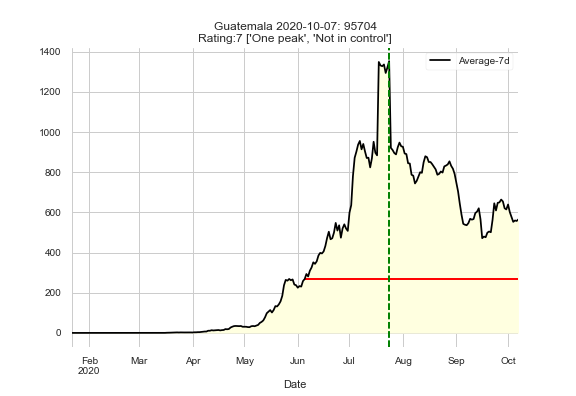 Guatemala 2020-10-07: 95704
Rating:7 ['One peak', 'Not in control']
Average-7d
1400
1200
1000
800
600
400
200
0
Feb Mar Apr May Jun Jul Aug Sep Oct
2020
Date